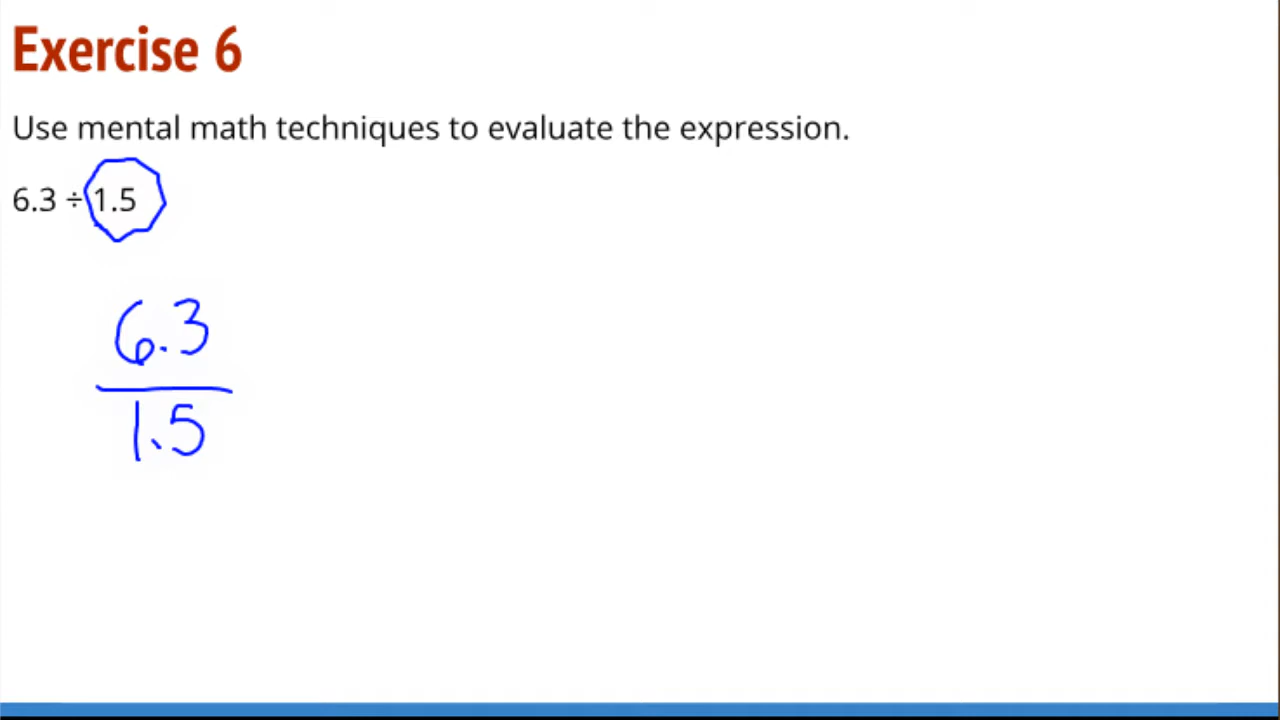 Exercise 6
Use mental math techniques to evaluate the expression.
6.3 ÷ 1.5
6.3
1.5